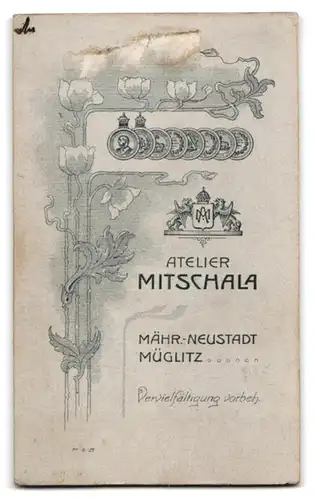 ATELIER
MITSCHALA
MÄHR.-NEUSTADT
MÜGLITZ
Vervielfältigung vorbeh.